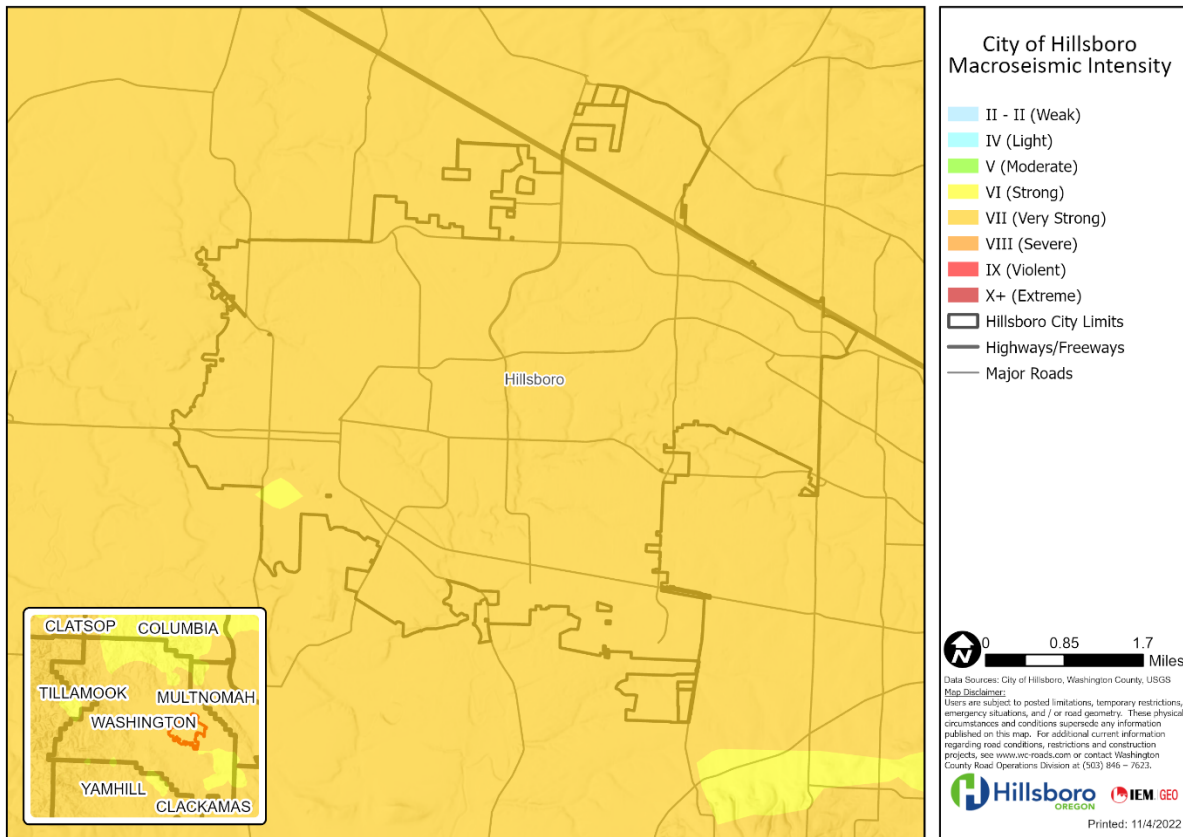 City of Hillsboro
Macroseismic Intensity
II - II (Weak)
IV (Light)
V (Moderate)
VI (Strong)
VII (Very Strong)
VIII (Severe)
IX (Violent)
X+ (Extreme)
Hillsboro City Limits
Highways/Freeways
Major Roads
Hillsboro
CLATSOP
COLUMBIA
TILLAMOOK
MULTNOMAH
WASHINGTON
YAMHILL
CLACKAMAS
N
0 0.85 1.7
Miles
Data Sources: City of Hillsboro, Washington County, USGS
Map Disclaimer:
Users are subject to posted limitations, temporary restrictions,
emergency situations, and / or road geometry. These physical
circumstances and conditions supersede any information
published on this map. For additional current information
regarding road conditions, restrictions and construction
projects, see www.wc-roads.com or contact Washington
County Road Operations Division at (503) 846 – 7623.
H Hillsboro
OREGON
IEM GEO
Printed: 11/4/2022